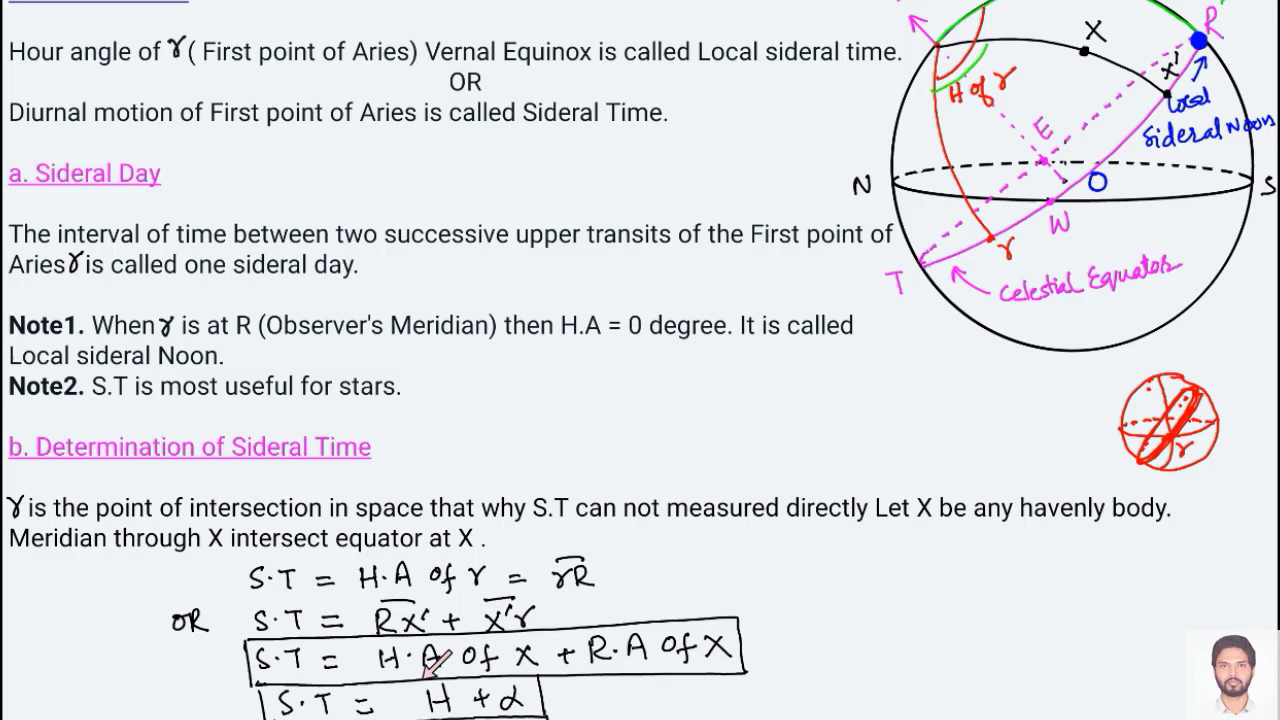 Hour angle of ♈( First point of Aries) Vernal Equinox is called Local sideral time.
OR
Diurnal motion of First point of Aries is called Sideral Time.
a. Sideral Day
The interval of time between two successive upper transits of the First point of
Aries♈is called one sideral day.
Note1. When♈ is at R (Observer's Meridian) then H.A = 0 degree. It is called
Local sideral Noon.
Note2. S.T is most useful for stars.
b. Determination of Sideral Time
♈ is the point of intersection in space that why S.T can not measured directly Let X be any havenly body.
Meridian through X intersect equator at X .
S.T = H.A of ♈ = ♈R
OR S.T = RX' + X'♈
S.T = H.A of X + R.A of X
S.T = H + α
R
X
X'
H of ♈
Local
Sideral Noon
E
N
O
S
W
♈
T
Celestial Equator
♈